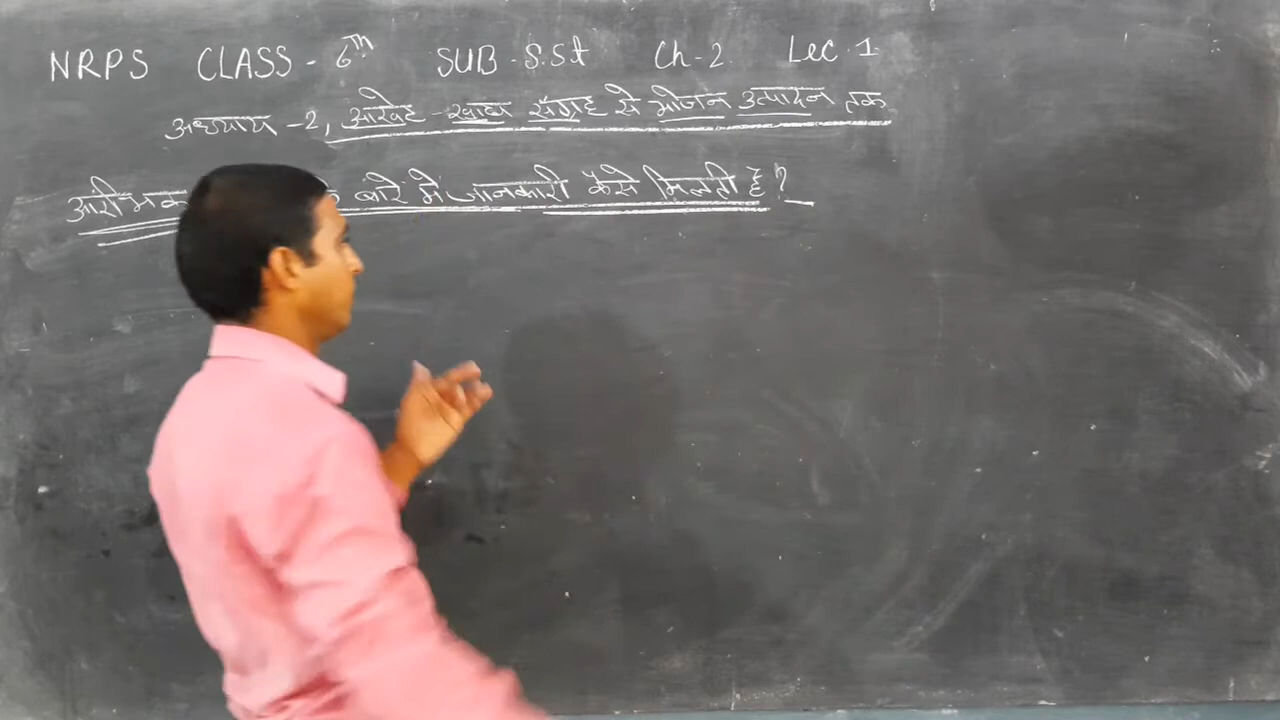 NRPS CLASS - 6th SUB - S.St Ch-2. Lec. 1
अध्याय -2, आखेट -खाद्य संग्रह से भोजन उत्पादन तक
बारे में जानकारी कैसे मिलती है ?